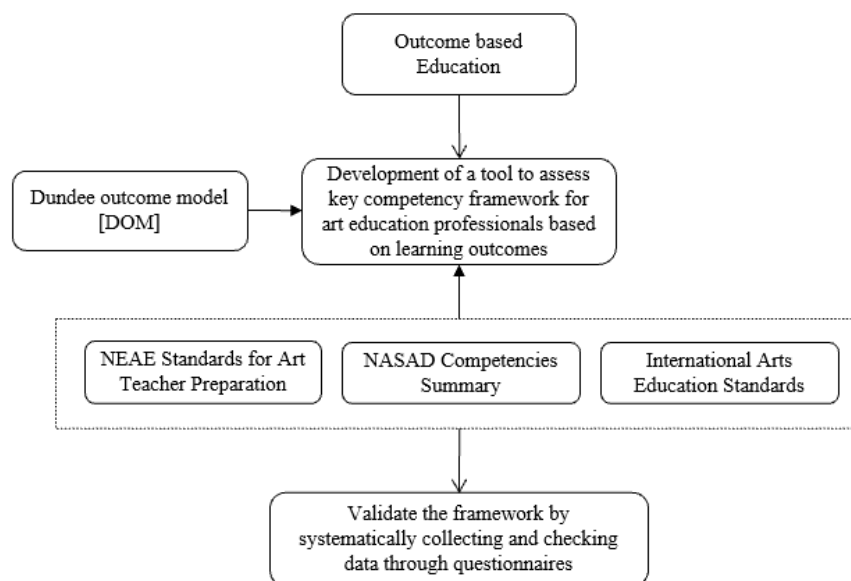 Outcome based
Education
Dundee outcome model
[DOM]
Development of a tool to assess
key competency framework for
art education professionals based
on learning outcomes
NEAE Standards for Art
Teacher Preparation
NASAD Competencies
Summary
International Arts
Education Standards
Validate the framework by
systematically collecting and checking
data through questionnaires